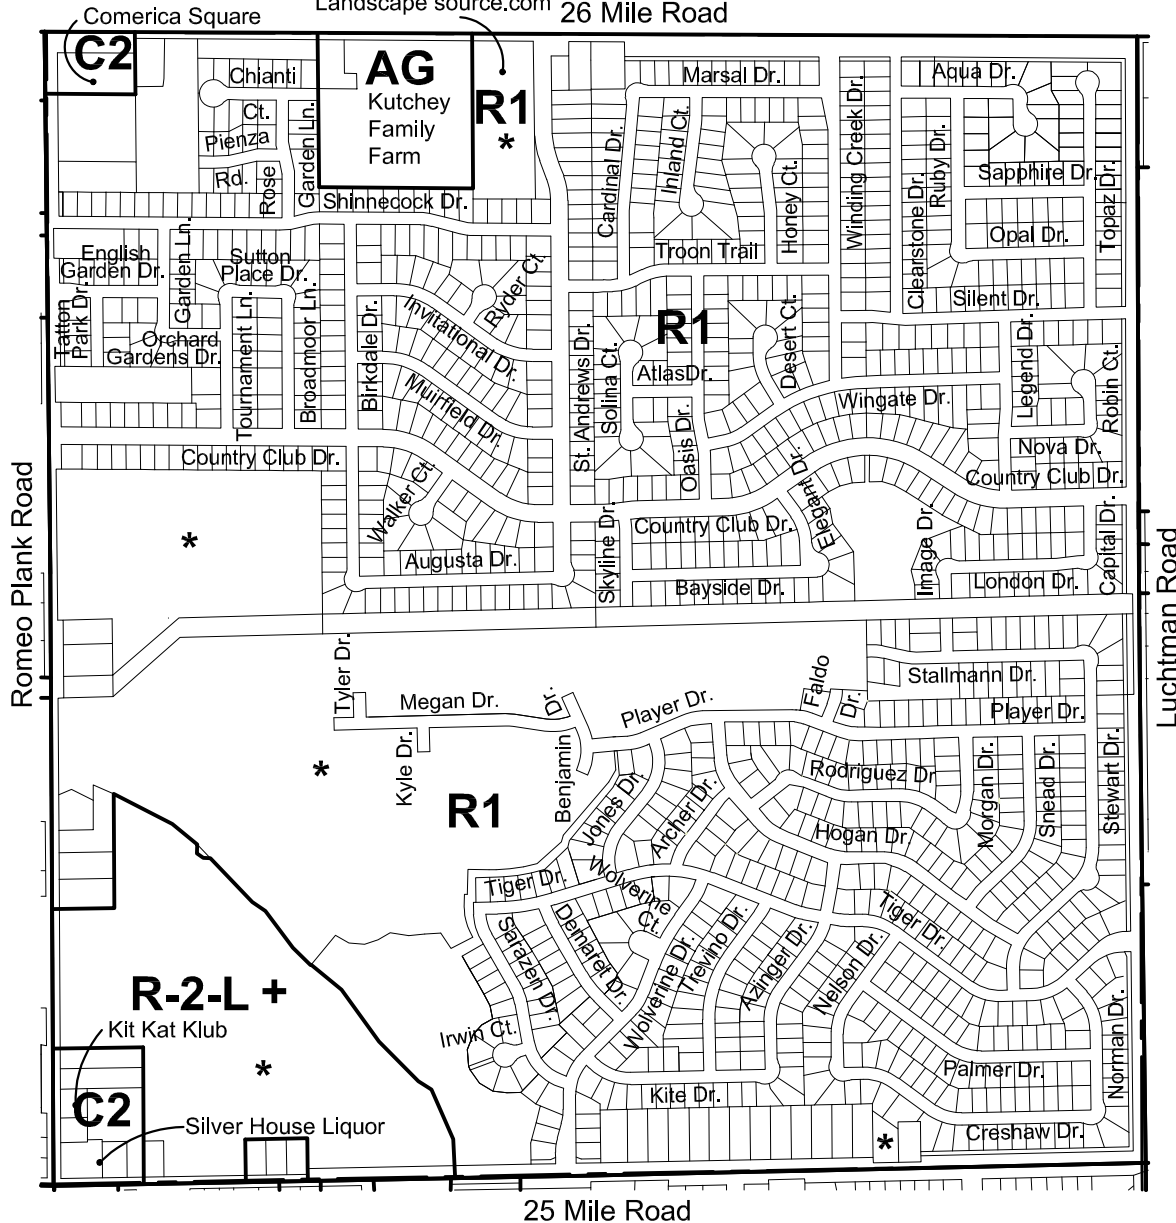 Landscape source.com
26 Mile Road
Comerica Square
C2
Chianti
Ct.
Pienza
Rd.
Rose
Garden Ln.
AG
Kutchey
Family
Farm
R1
*
Shinnecock Dr.
Marsal Dr.
Cardinal Dr.
Inland Ct.
Honey Ct.
Troon Trail
Winding Creek Dr.
Aqua Dr.
Ruby Dr.
Clearstone Dr.
Sapphire Dr.
Opal Dr.
Topaz Dr.
Silent Dr.
English
Garden Dr.
Garden Ln.
Sutton
Place Dr.
Tatton
Park Dr.
Orchard
Gardens Dr.
Tournament Ln.
Broadmoor Ln.
Birkdale Dr.
Ryder Ct.
Invitational Dr.
Muirfield Dr.
St. Andrews Dr.
Solina Ct.
R1
Atlas Dr.
Oasis Dr.
Desert Ct.
Wingate Dr.
Legend Dr.
Robin Ct.
Nova Dr.
Country Club Dr.
Country Club Dr.
Walker Ct.
Augusta Dr.
Skyline Dr.
Country Club Dr.
Elegant Dr.
Bayside Dr.
Image Dr.
London Dr.
Capital Dr.
*
Romeo Plank Road
Luchtman Road
Tyler Dr.
Megan Dr.
Kyle Dr.
Benjamin
Dr.
Player Dr.
Faldo
Dr.
Stallmann Dr.
Player Dr.
*
R1
Jones Dr.
Archer Dr.
Rodriguez Dr
Hogan Dr.
Morgan Dr.
Snead Dr.
Stewart Dr.
Tiger Dr.
Wolverine
Ct.
Sarazen Dr.
Demaret Dr.
Wolverine Dr.
Trevino Dr.
Azinger Dr.
Nelson Dr.
Tiger Dr.
Irwin Ct.
Kite Dr.
Palmer Dr.
Norman Dr.
Creshaw Dr.
*
R-2-L +
*
Kit Kat Klub
C2
Silver House Liquor
25 Mile Road